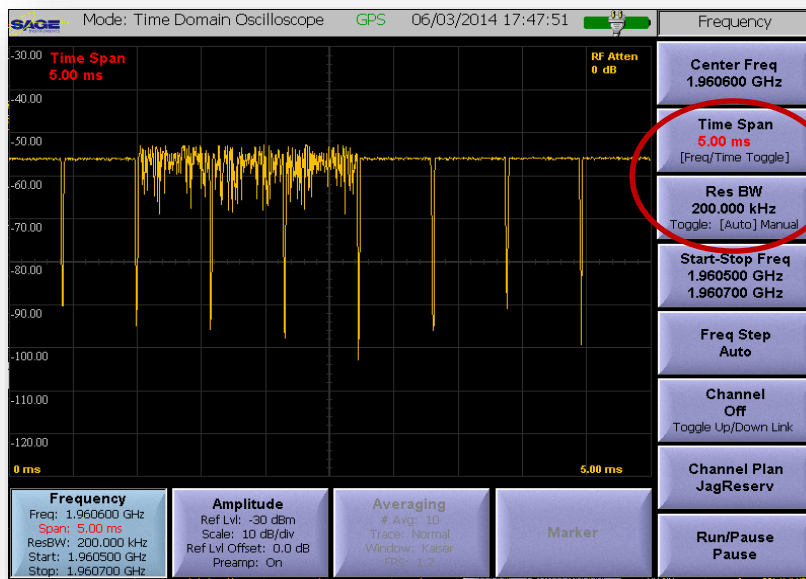 SAGE
INSTRUMENTS
Mode: Time Domain Oscilloscope GPS 06/03/2014 17:47:51
Frequency
-30.00
Time Span
5.00 ms
RF Atten
0 dB
-40.00
-50.00
-60.00
-70.00
-80.00
-90.00
-100.00
-110.00
-120.00
0 ms
5.00 ms
Center Freq
1.960600 GHz
Time Span
5.00 ms
[Freq/Time Toggle]
Res BW
200.000 kHz
Toggle: [Auto] Manual
Start-Stop Freq
1.960500 GHz
1.960700 GHz
Freq Step
Auto
Channel
Off
Toggle Up/Down Link
Channel Plan
JagReserv
Run/Pause
Pause
Frequency
Freq: 1.960600 GHz
Span: 5.00 ms
ResBW: 200.000 kHz
Start: 1.960500 GHz
Stop: 1.960700 GHz
Amplitude
Ref Lvl: -30 dBm
Scale: 10 dB/div
Ref Lvl Offset: 0.0 dB
Preamp: On
Averaging
# Avg: 10
Trace: Normal
Window: Kaiser
FPS: 1.2
Marker